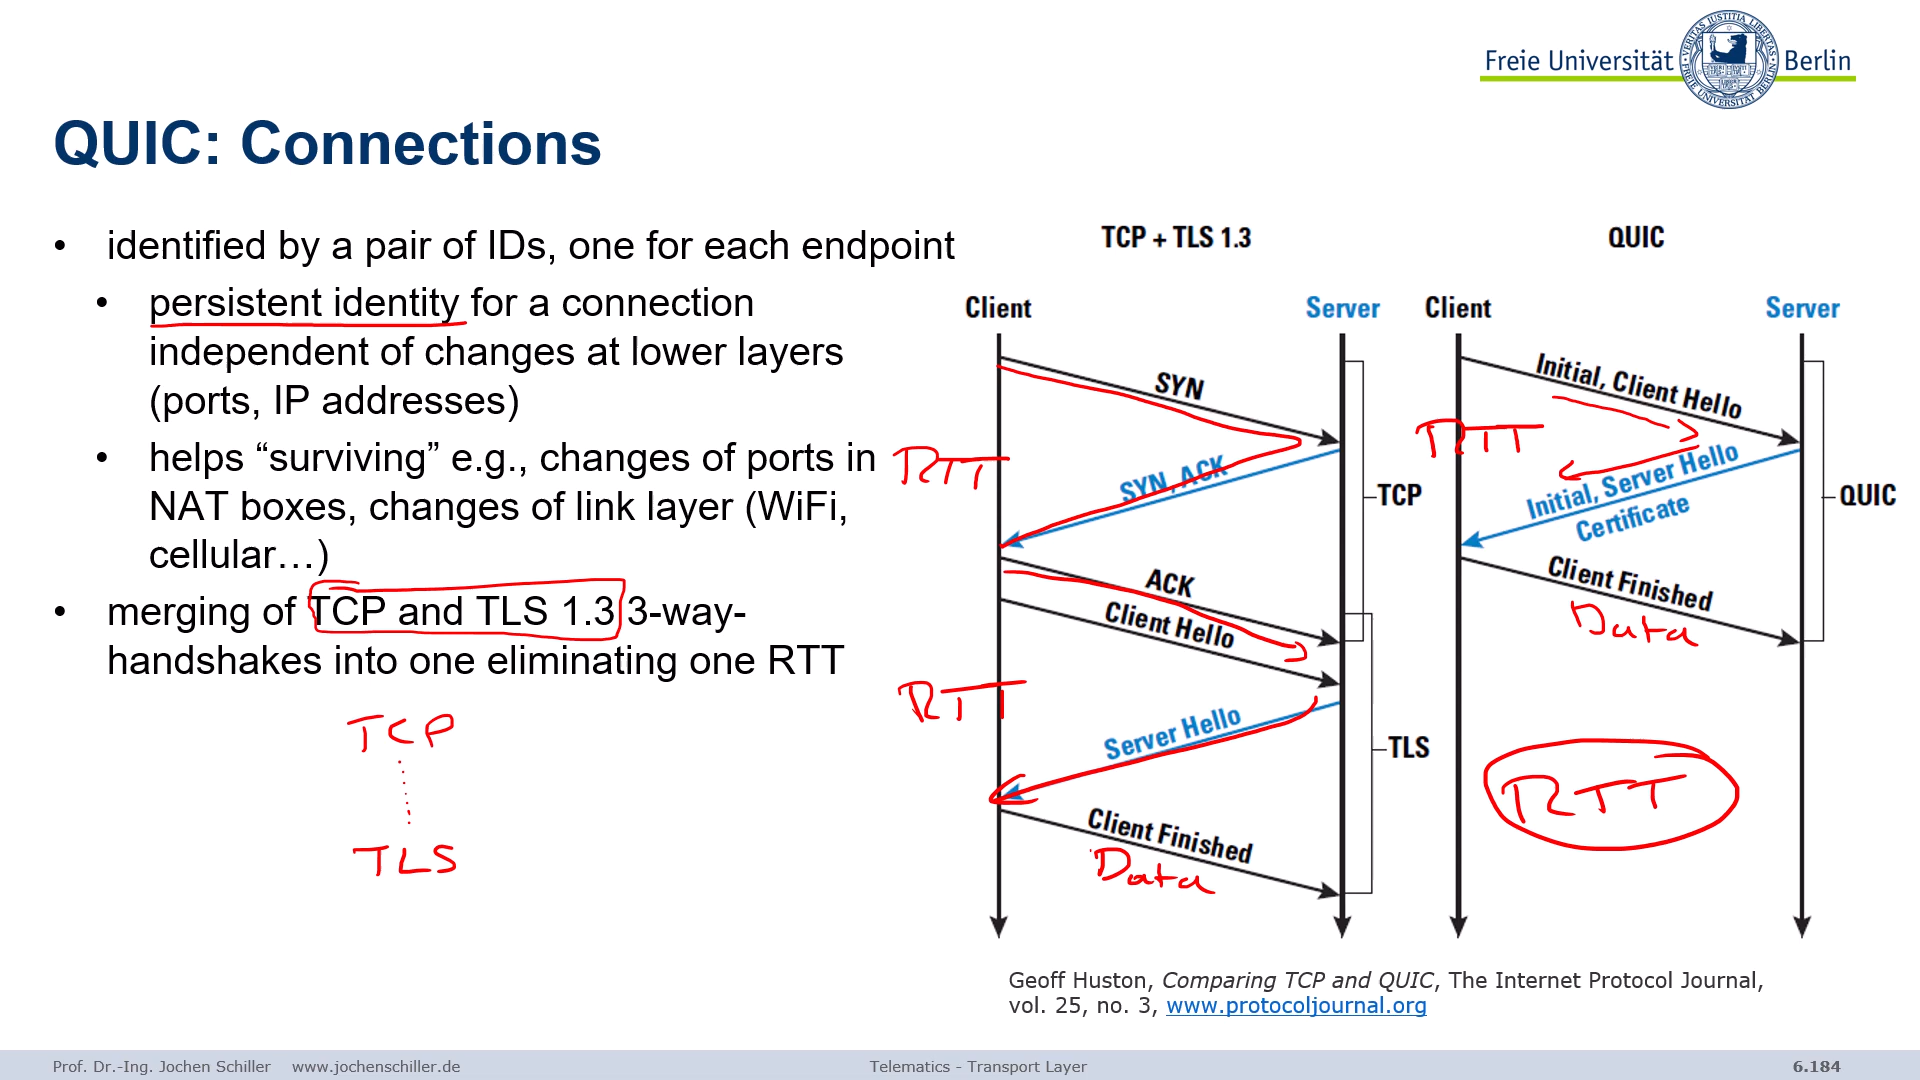 Freie Universität Berlin
QUIC: Connections
• identified by a pair of IDs, one for each endpoint
• persistent identity for a connection
independent of changes at lower layers
(ports, IP addresses)
• helps “surviving” e.g., changes of ports in
NAT boxes, changes of link layer (WiFi,
cellular…)
• merging of TCP and TLS 1.3 3-way-
handshakes into one eliminating one RTT
TCP
TLS
TCP + TLS 1.3
Client
Server
SYN
RTT
SYN, ACK
TCP
ACK
Client Hello
RTT
Server Hello
TLS
Client Finished
Data
QUIC
Client
Server
Initial, Client Hello
RTT
Initial, Server Hello
Certificate
QUIC
Client Finished
Data
RTT
Geoff Huston, Comparing TCP and QUIC, The Internet Protocol Journal,
vol. 25, no. 3, www.protocoljournal.org
Prof. Dr.-Ing. Jochen Schiller www.jochenschiller.de Telematics - Transport Layer 6.184